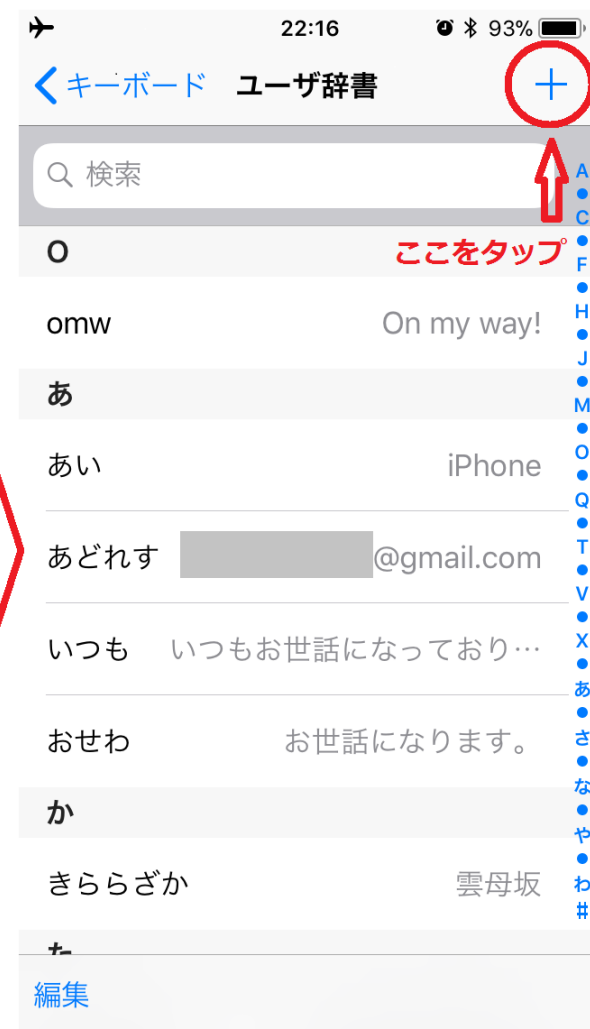 22:16 93%
キーボード ユーザ辞書 +
検索
ここをタップ
O
omw On my way!
あ
あい iPhone
あどれす @gmail.com
いつも いつもお世話になっており…
おせわ お世話になります。
か
きららざか 雲母坂
た
編集
A
C
F
H
J
M
O
Q
T
V
X
あ
さ
な
や
わ
#